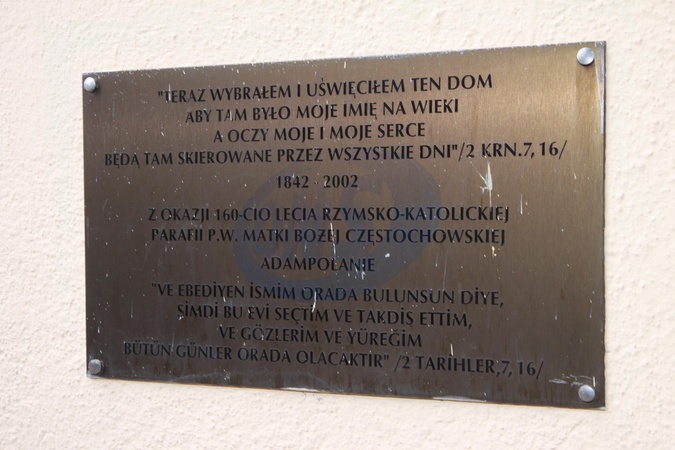 "TERAZ WYBRAŁEM I UŚWIĘCIŁEM TEN DOM
ABY TAM BYŁO MOJE IMIĘ NA WIEKI
A OCZY MOJE I MOJE SERCE
BĘDĄ TAM SKIEROWANE PRZEZ WSZYSTKIE DNI"/2 KRN.7, 16/
1842 - 2002
Z OKAZJI 160-CIO LECIA RZYMSKO-KATOLICKIEJ
PARAFII P.W. MATKI BOŻEJ CZĘSTOCHOWSKIEJ
ADAMPOLANIE
"VE EBEDİYEN İSMİM ORADA BULUNSUN DİYE,
ŞİMDİ BU EVİ SEÇTİM VE TAKDİS ETTİM,
VE GÖZLERİM VE YÜREĞİM
BÜTÜN GÜNLER ORADA OLACAKTİR" /2 TARİHLER,7, 16/